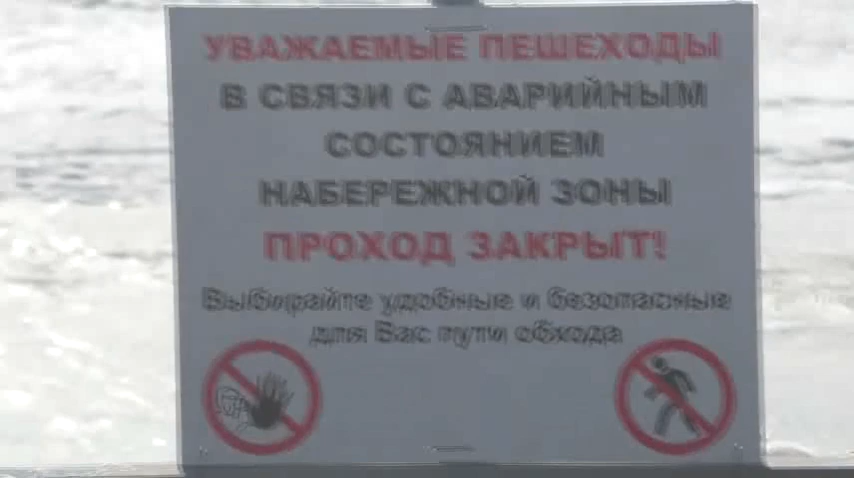 УВАЖАЕМЫЕ ПЕШЕХОДЫ
В СВЯЗИ С АВАРИЙНЫМ
СОСТОЯНИЕМ
НАБЕРЕЖНОЙ ЗОНЫ
ПРОХОД ЗАКРЫТ!
Выбирайте удобные и безопасные
для Вас пути обхода